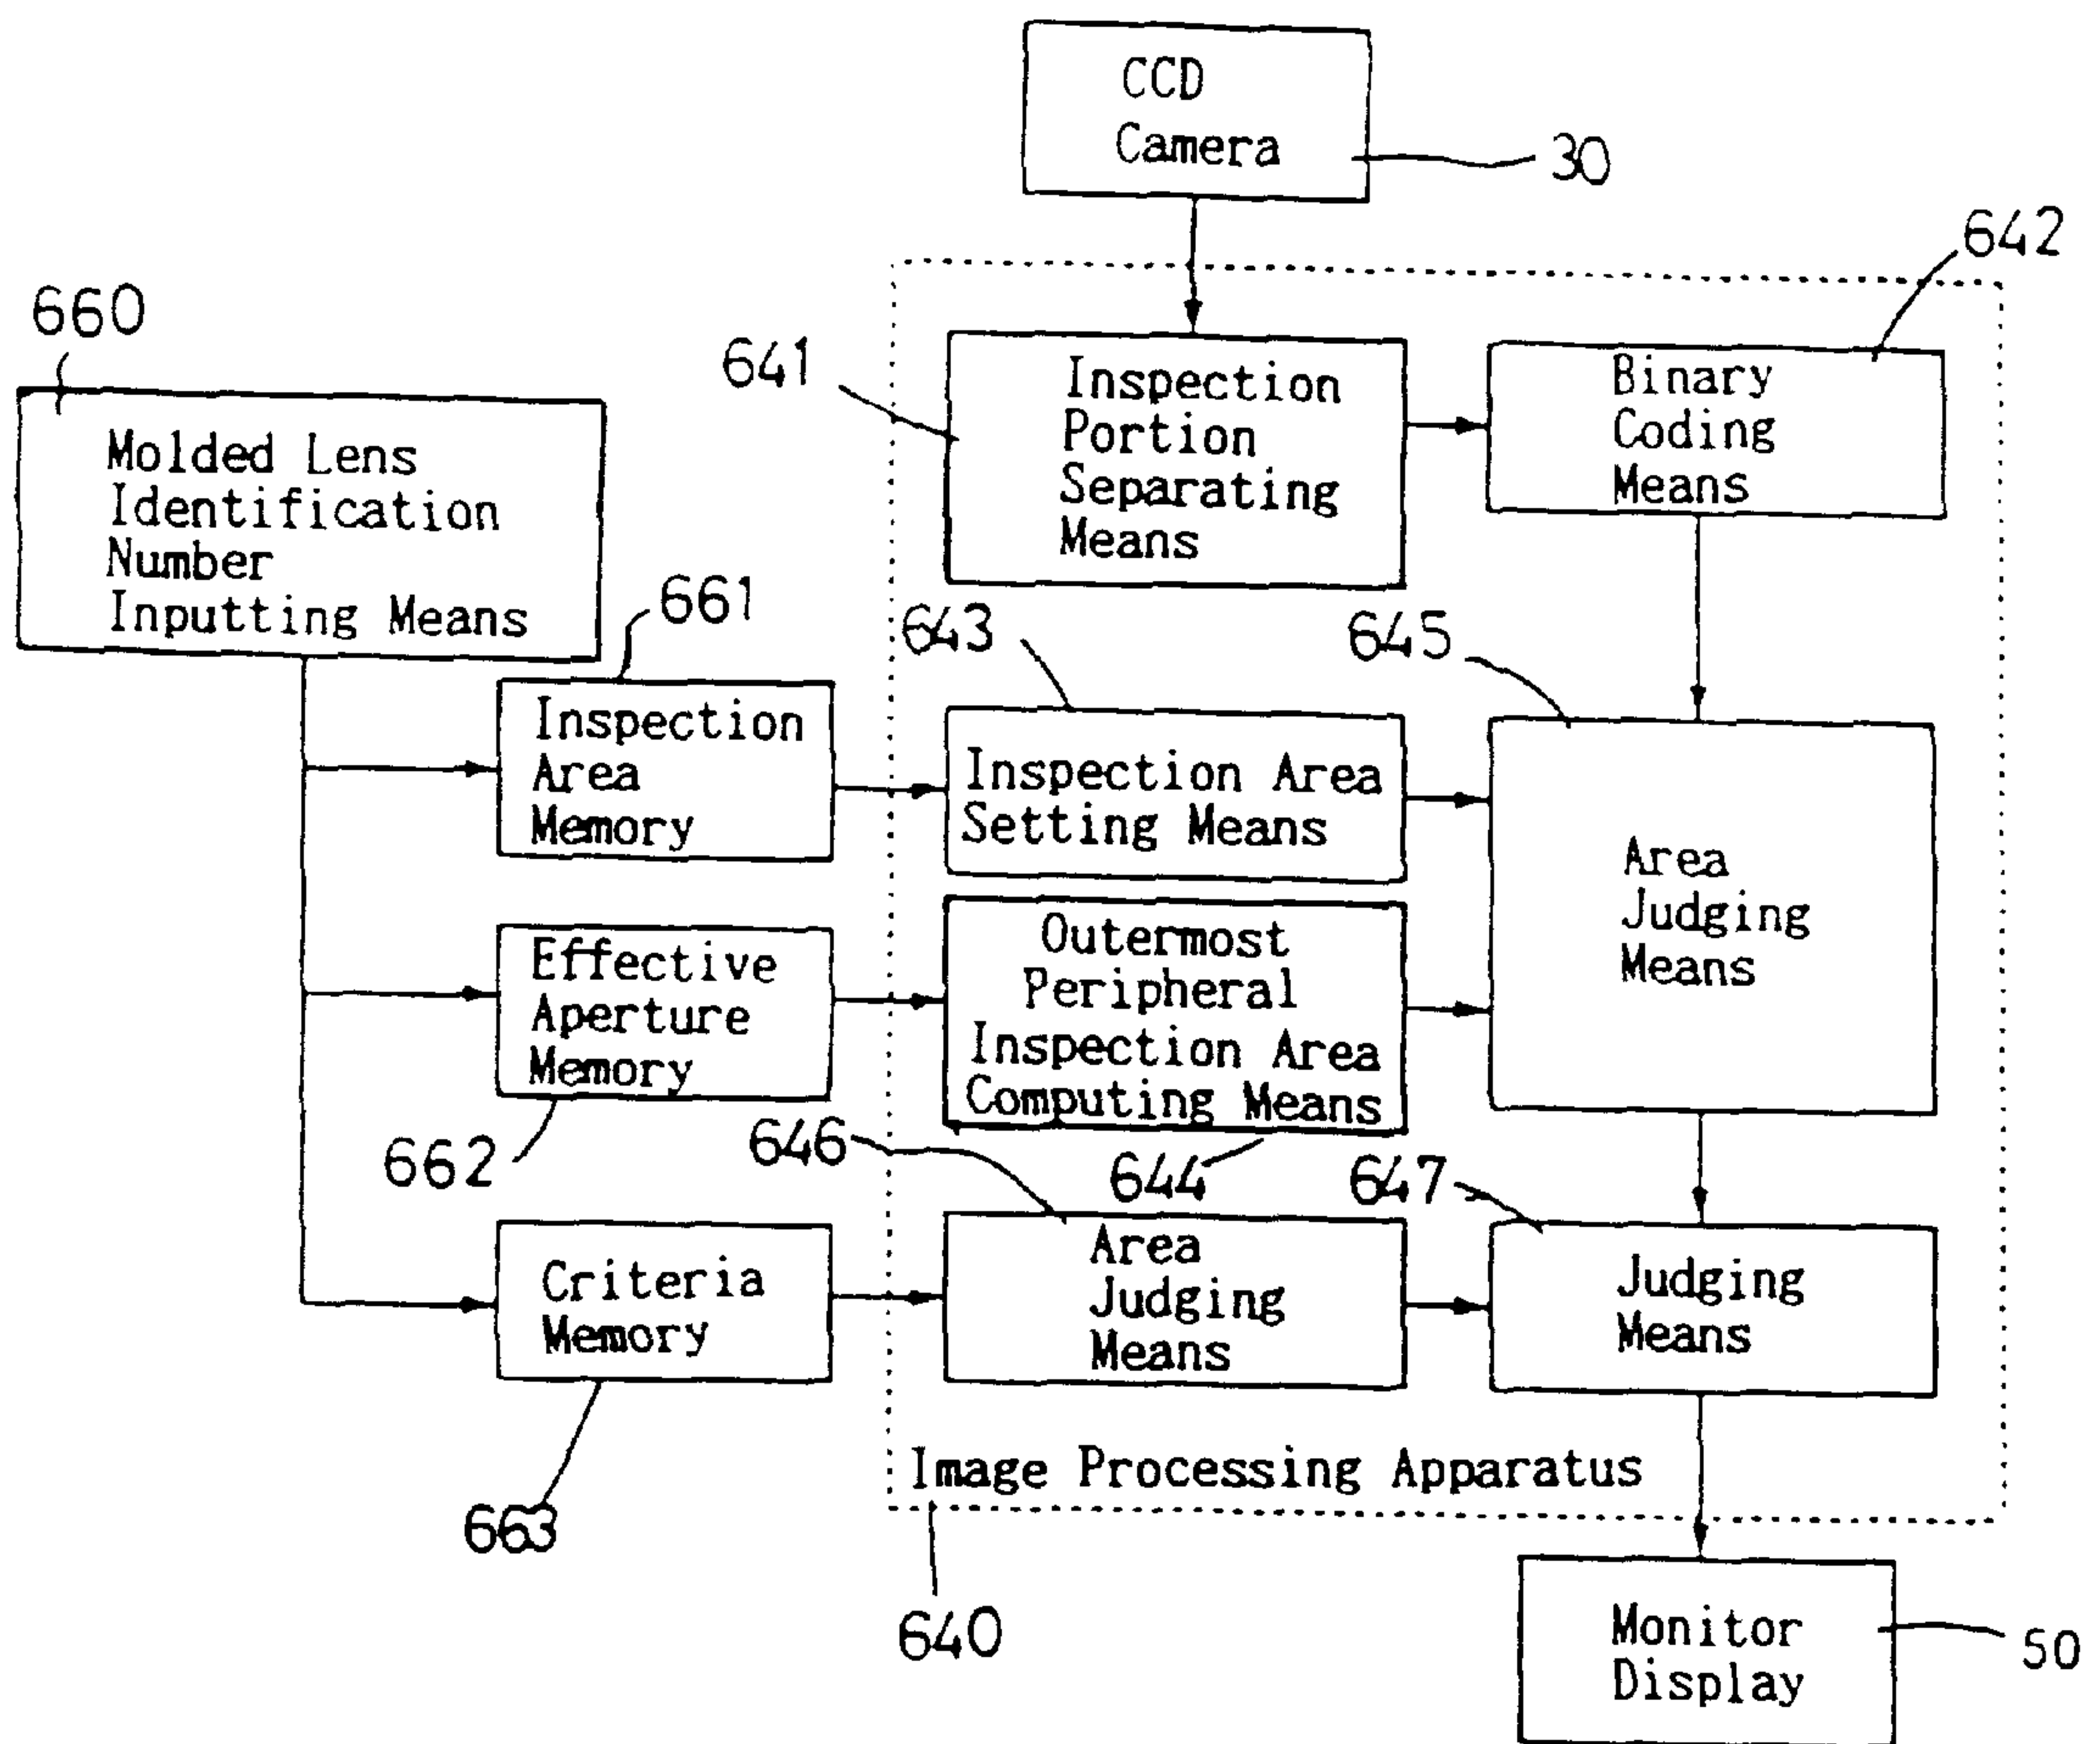 CCD
Camera
30
642
660
641
Inspection
Portion
Separating
Means
Binary
Coding
Means
Molded Lens
Identification
Number
Inputting Means
661
643
645
Inspection
Area
Memory
Inspection Area
Setting Means
Area
Judging
Means
Effective
Aperture
Memory
Outermost
Peripheral
Inspection Area
Computing Means
662
646
644
647
Criteria
Memory
Area
Judging
Means
Judging
Means
Image Processing Apparatus
663
640
Monitor
Display
50